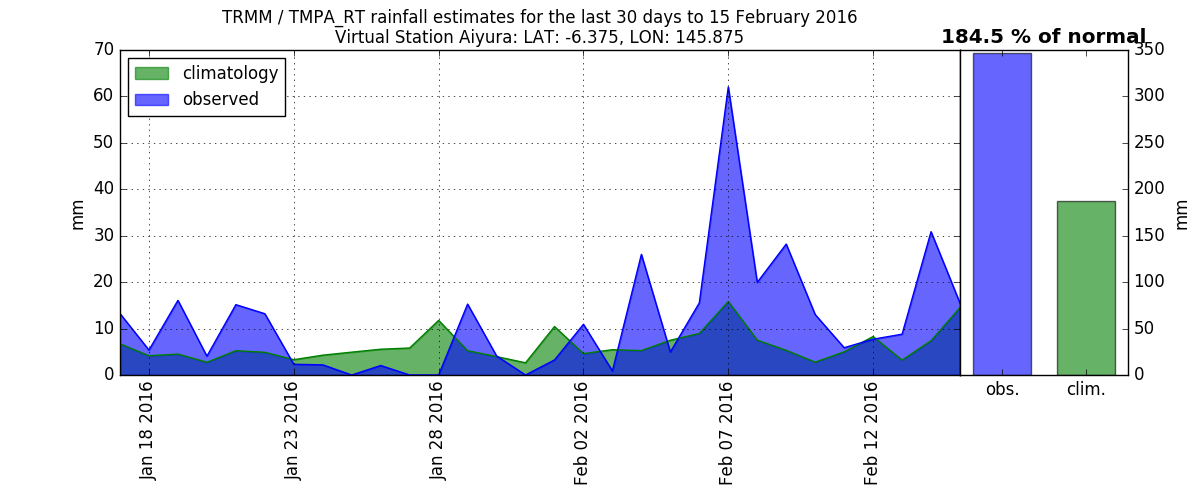 TRMM / TMPA_RT rainfall estimates for the last 30 days to 15 February 2016
Virtual Station Aiyura: LAT: -6.375, LON: 145.875
184.5 % of normal
climatology
observed
70
60
50
40
30
20
10
0
mm
Jan 18 2016
Jan 23 2016
Jan 28 2016
Feb 02 2016
Feb 07 2016
Feb 12 2016
obs.
clim.
350
300
250
200
150
100
50
0
mm